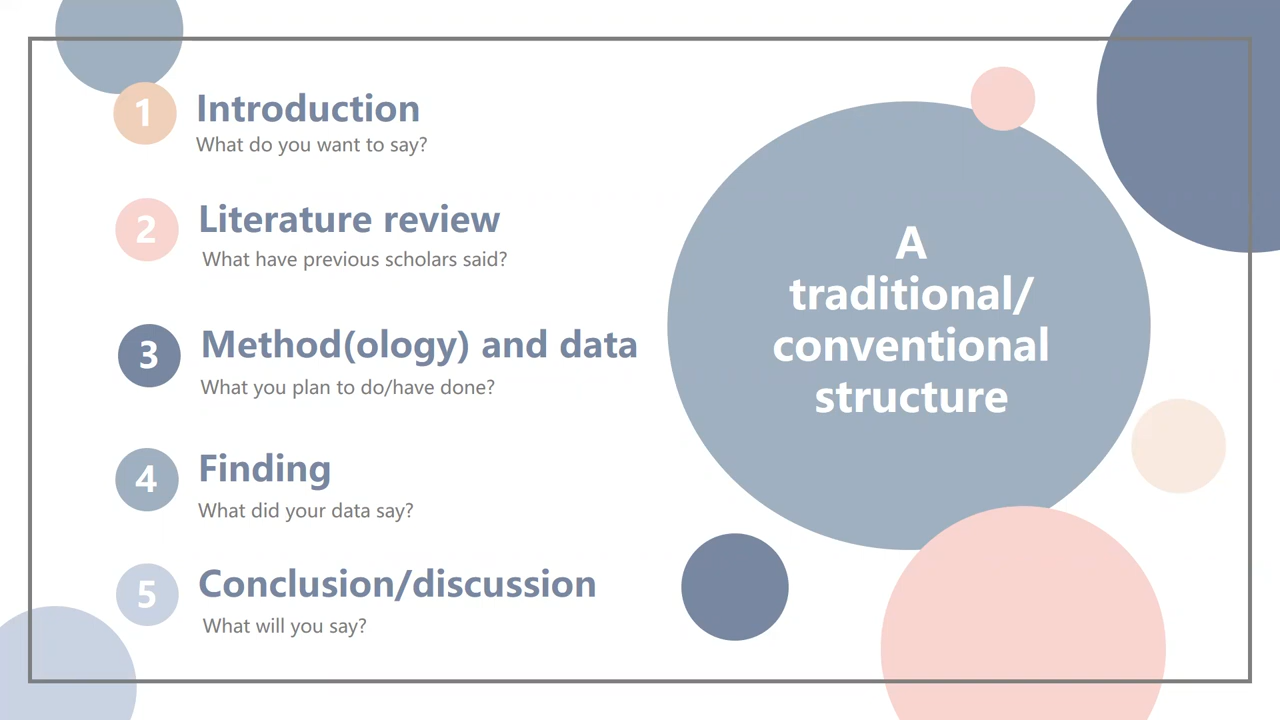 1 Introduction
What do you want to say?
2 Literature review
What have previous scholars said?
3 Method(ology) and data
What you plan to do/have done?
4 Finding
What did your data say?
5 Conclusion/discussion
What will you say?
A
traditional/
conventional
structure